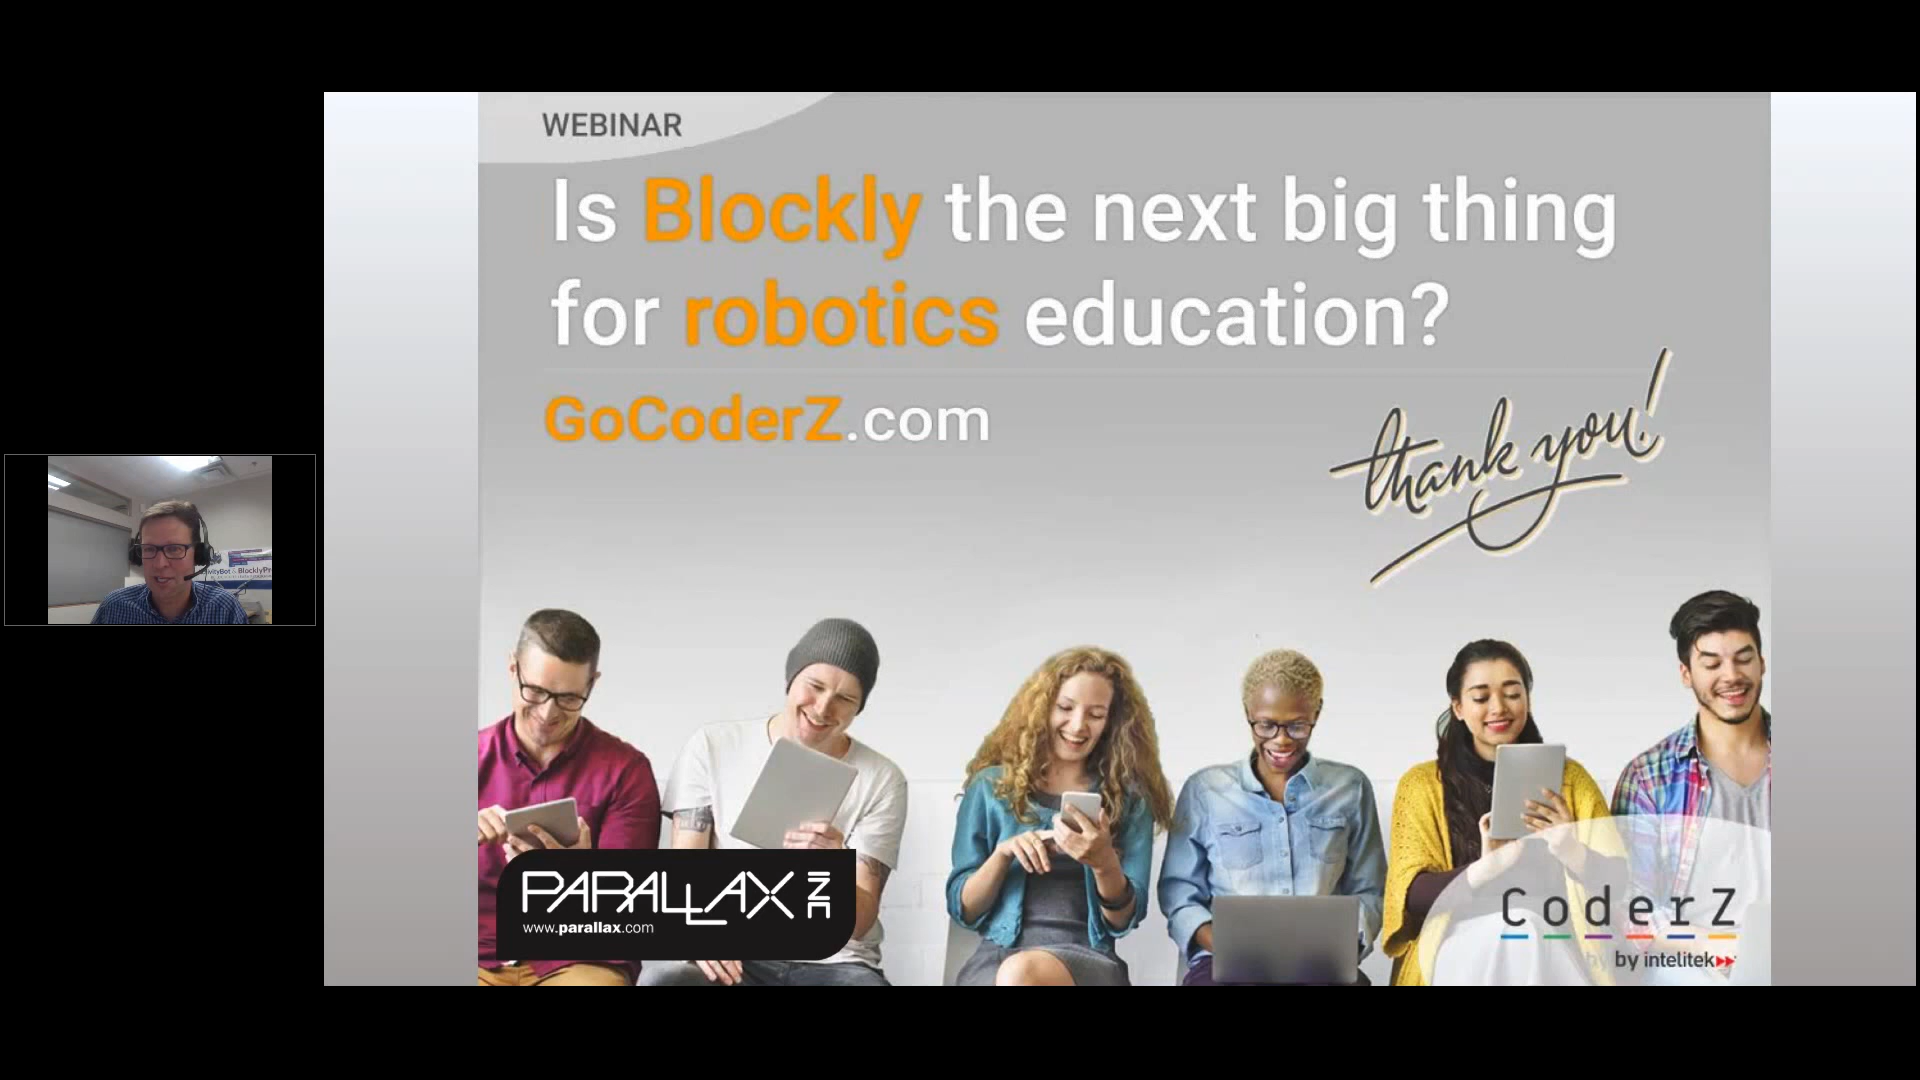 WEBINAR
Is Blockly the next big thing
for robotics education?
GoCoderZ.com
thank you!
PARALLAX INC
www.parallax.com
CoderZ
by intelitek
BlocklyPr